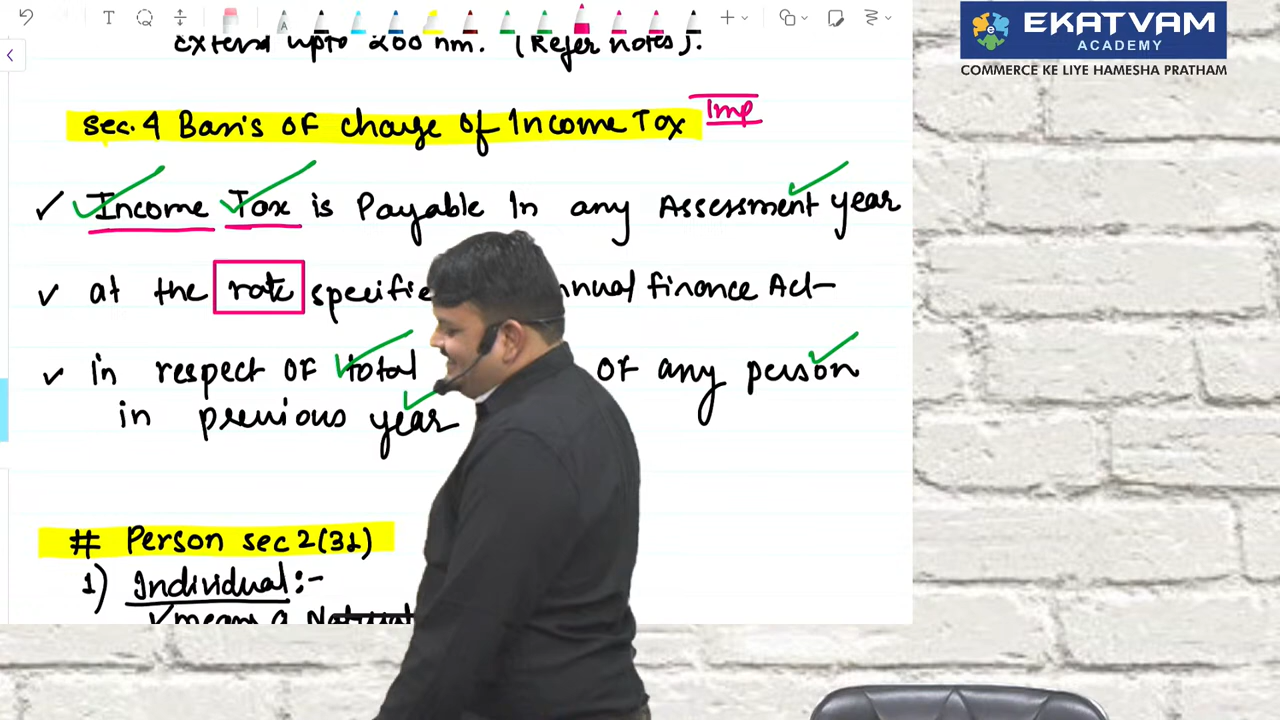 EKATVAM
ACADEMY
COMMERCE KE LIYE HAMESHA PRATHAM
extend upto 200 nm. (Refer notes).
Sec. 4 Basis of charge of Income Tax Imp
Income Tax is Payable In any Assessment year
at the rate specifie nnual finance Act
in respect of total of any person
in previous year
# Person sec 2(31)
1) Individual:-
means a Natural